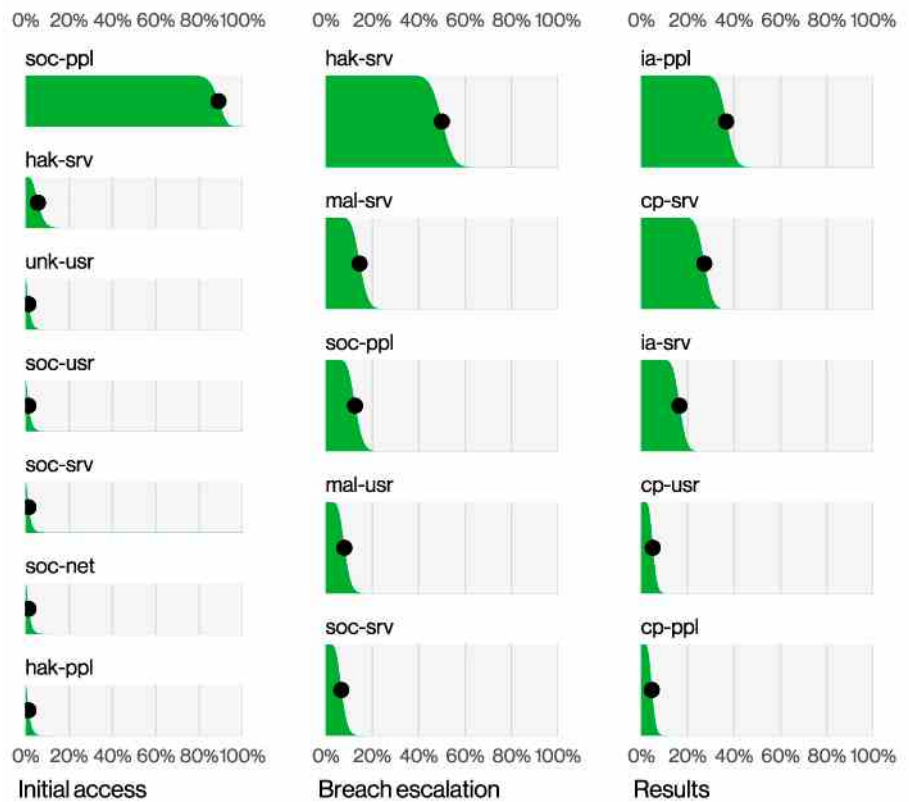 0% 20% 40% 60% 80% 100%
soc-ppl
hak-srv
unk-usr
soc-usr
soc-srv
soc-net
hak-ppl
0% 20% 40% 60% 80% 100%
Initial access
0% 20% 40% 60% 80% 100%
hak-srv
mal-srv
soc-ppl
mal-usr
soc-srv
0% 20% 40% 60% 80% 100%
Breach escalation
0% 20% 40% 60% 80% 100%
ia-ppl
cp-srv
ia-srv
cp-usr
cp-ppl
0% 20% 40% 60% 80% 100%
Results